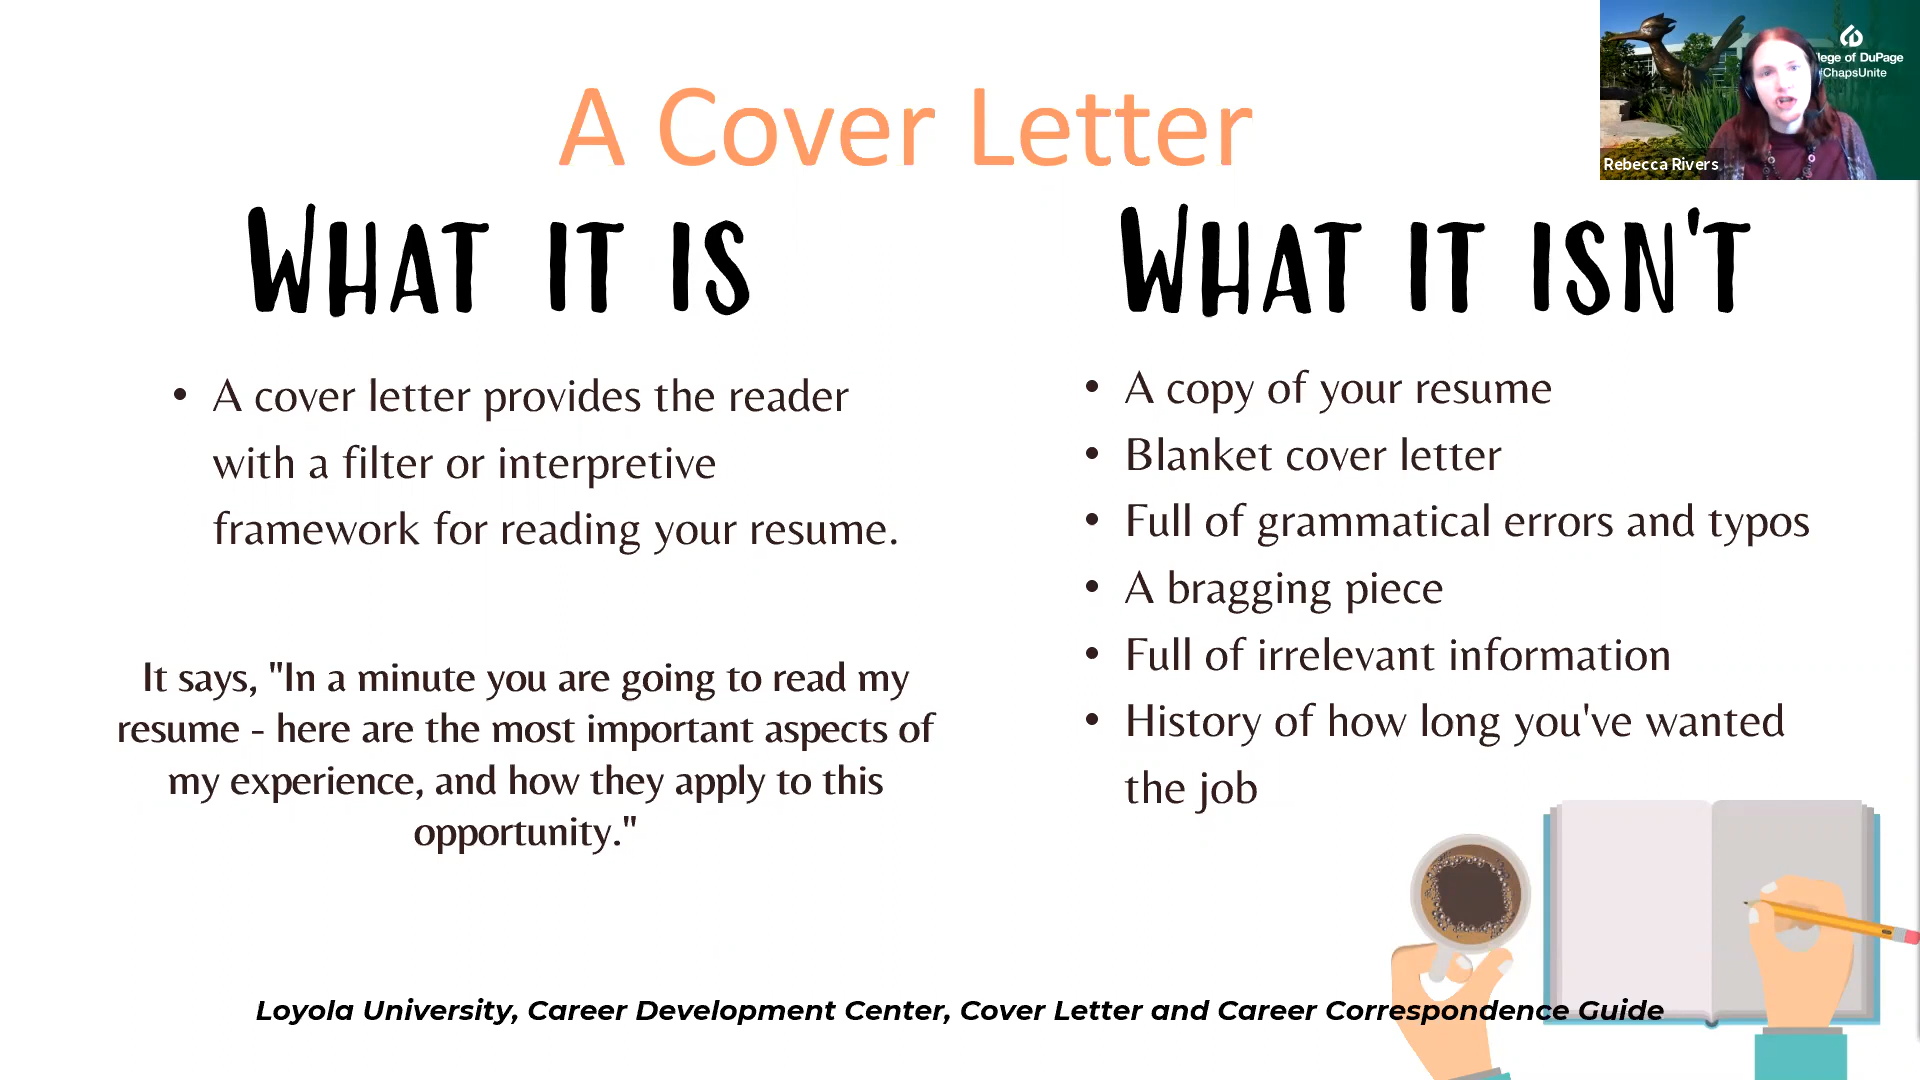 A Cover Letter
WHAT IT IS
• A cover letter provides the reader
with a filter or interpretive
framework for reading your resume.
It says, "In a minute you are going to read my
resume - here are the most important aspects of
my experience, and how they apply to this
opportunity."
WHAT IT ISN'T
• A copy of your resume
• Blanket cover letter
• Full of grammatical errors and typos
• A bragging piece
• Full of irrelevant information
• History of how long you've wanted
the job
Loyola University, Career Development Center, Cover Letter and Career Correspondence Guide
lege of DuPage
ChapsUnite
Rebecca Rivers